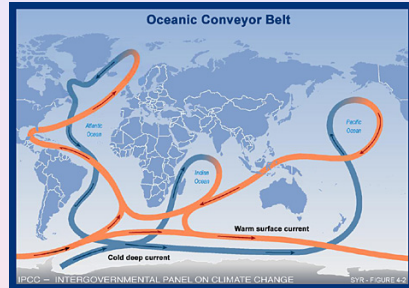 Oceanic Conveyor Belt
Atlantic
Ocean
Pacific
Ocean
Indian
Ocean
Warm surface current
Cold deep current
IPCC – INTERGOVERNMENTAL PANEL ON CLIMATE CHANGE
SYR - FIGURE 4-2